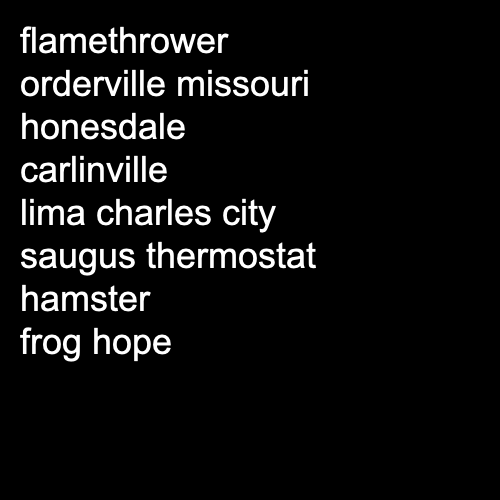 flamethrower
orderville missouri
honesdale
carlinville
lima charles city
saugus thermostat
hamster
frog hope